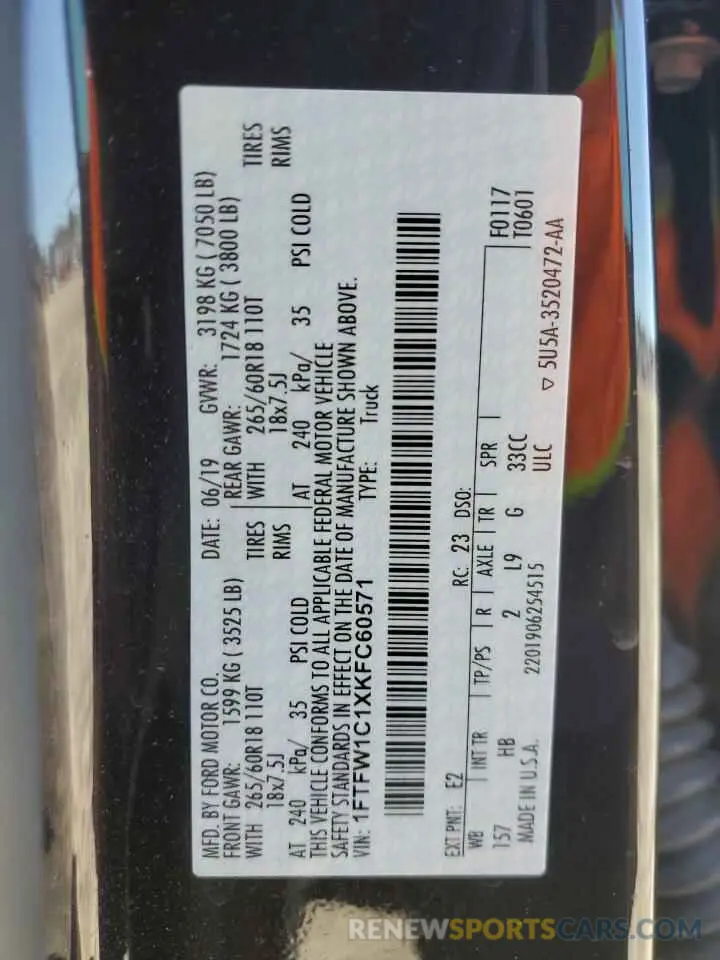 MFD. BY FORD MOTOR CO. DATE: 06/19 GVWR: 3198 KG ( 7050 LB)
FRONT GAWR: 1599 KG ( 3525 LB) REAR GAWR: 1724 KG ( 3800 LB)
WITH 265/60R18 110T TIRES WITH 265/60R18 110T TIRES
18x7.5J RIMS 18x7.5J RIMS
AT 240 kPa/ 35 PSI COLD AT 240 kPa/ 35 PSI COLD
THIS VEHICLE CONFORMS TO ALL APPLICABLE FEDERAL MOTOR VEHICLE
SAFETY STANDARDS IN EFFECT ON THE DATE OF MANUFACTURE SHOWN ABOVE.
VIN: 1FTFW1C1XKFC60571 TYPE: Truck
EXT PNT: E2 RC: 23 DSO:
WB INT TR TP/PS R AXLE TR SPR F0117
157 HB 2 L9 G 33CC T0601
MADE IN U.S.A. 2201906254515 ULC
▽ 5U5A-3520472-AA
RENEWSPORTSCARS.COM